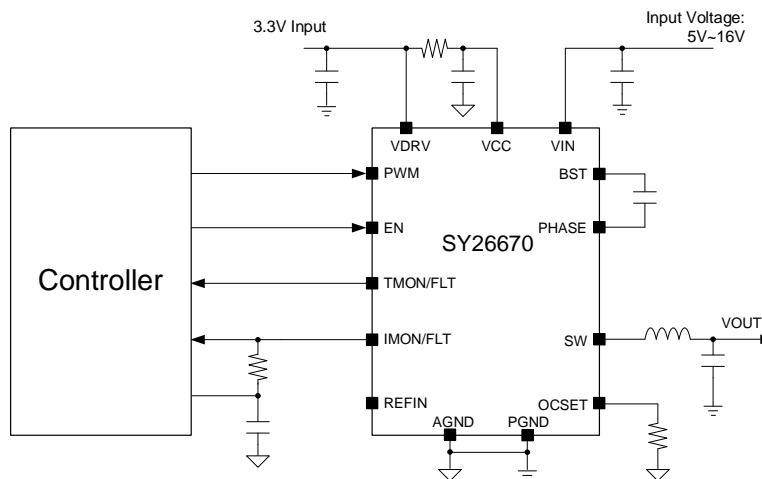 3.3V Input
Input Voltage:
5V~16V
VDRV
VCC
VIN
PWM
BST
EN
PHASE
SY26670
Controller
TMON/FLT
IMON/FLT
SW
VOUT
REFIN
OCSET
AGND
PGND